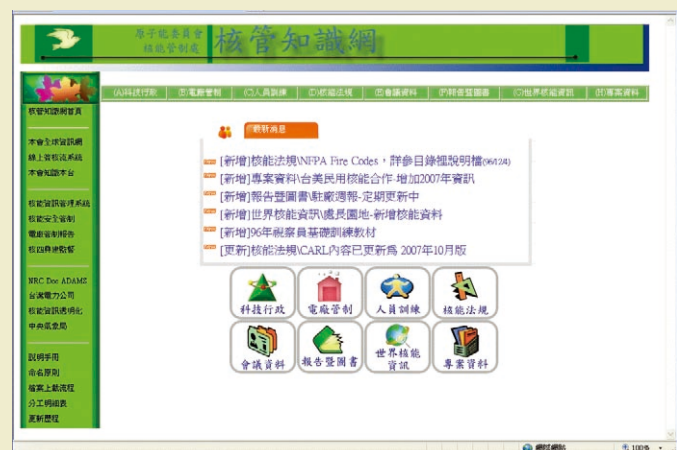 原子能委員會
核能管制處
核管知識網
(A)科技行政
(B)電廠管制
(C)人員訓練
(D)核能法規
(E)會議資料
(F)報告暨圖書
(G)世界核能資訊
(H)專案資料
核管知識網首頁
本會全球資訊網
線上簽核流系統
本會知識平台
核能資訊管理系統
核能安全管制
電廠管制報告
核四興建監督
NRC Doc ADAMS
台灣電力公司
核能資訊透明化
中央氣象局
說明手冊
命名原則
檔案上載流程
分工明細表
更新歷程
最新消息
[新增]核能法規\NFPA Fire Codes，詳參目錄裡說明檔(96/12/4)
[新增]專案資料\台美民用核能合作-增加2007年資訊
[新增]報告暨圖書\駐廠週報-定期更新中
[新增]世界核能資訊\處長園地-新增核能資料
[新增]96年視察員基礎訓練教材
[更新]核能法規\CARL內容已更新為 2007年10月版
科技行政
電廠管制
人員訓練
核能法規
會議資料
報告暨圖書
世界核能
資訊
專案資料
網際網路
100%